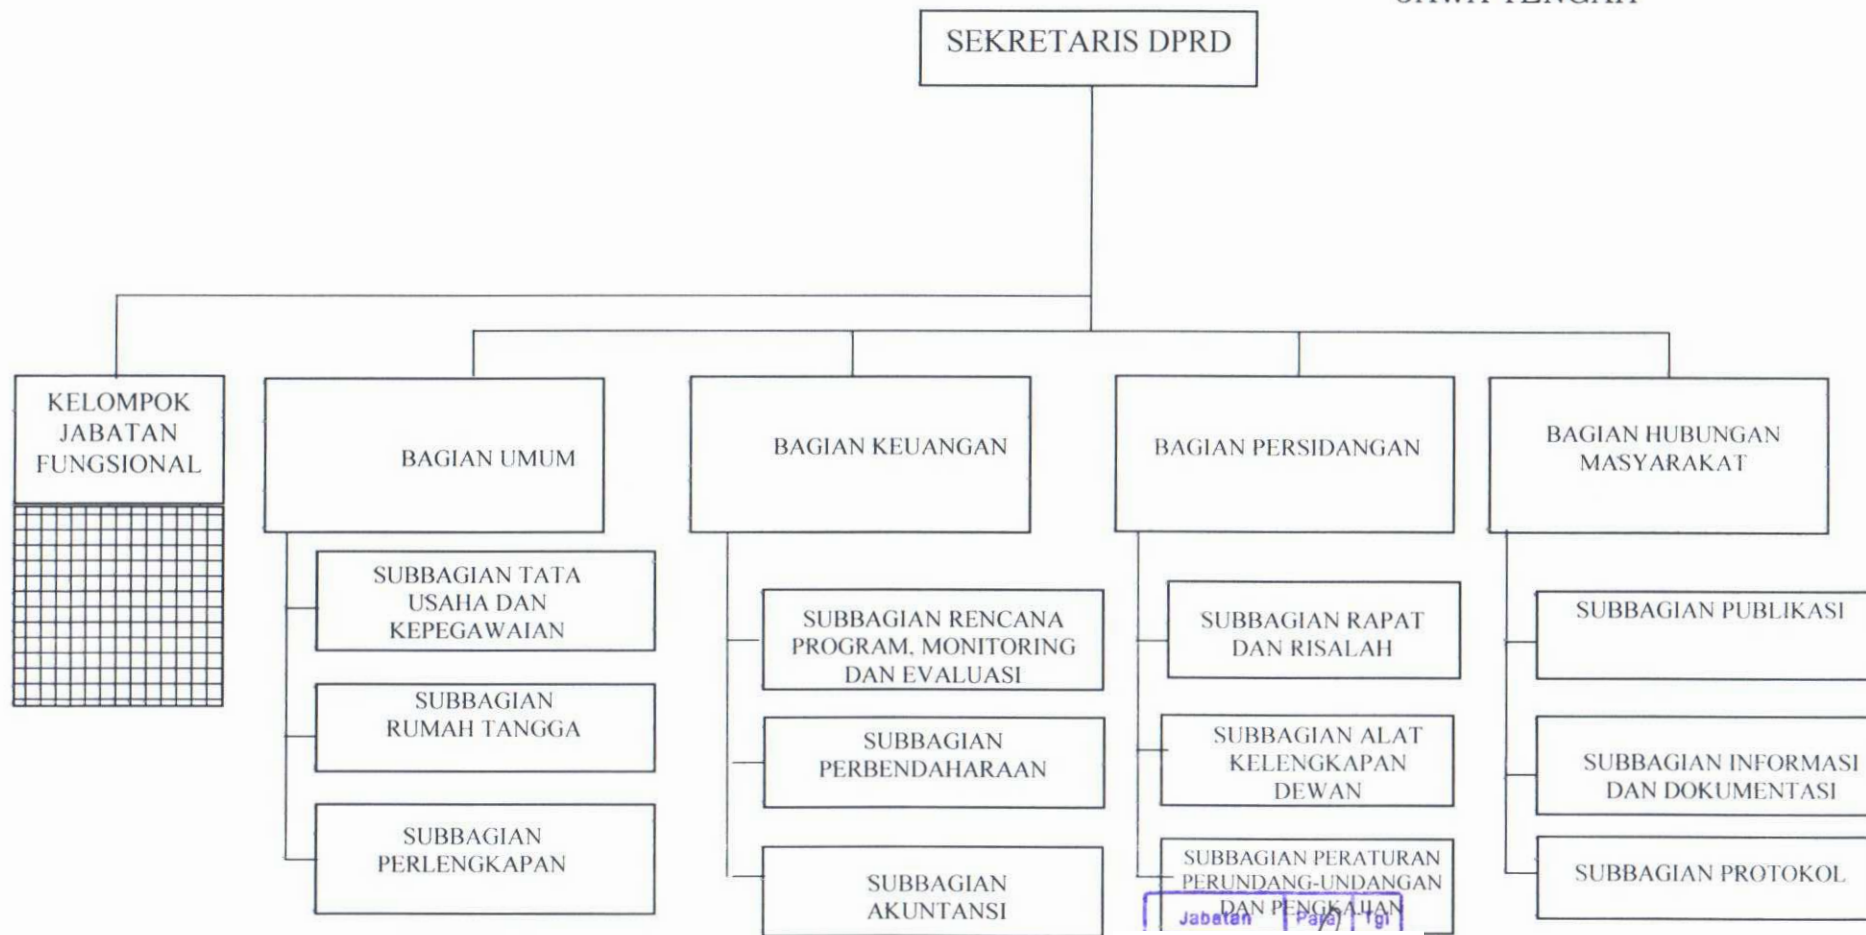 JAWA TENGAH
SEKRETARIS DPRD
KELOMPOK
JABATAN
FUNGSIONAL
BAGIAN UMUM
SUBBAGIAN TATA
USAHA DAN
KEPEGAWAIAN
SUBBAGIAN
RUMAH TANGGA
SUBBAGIAN
PERLENGKAPAN
BAGIAN KEUANGAN
SUBBAGIAN RENCANA
PROGRAM, MONITORING
DAN EVALUASI
SUBBAGIAN
PERBENDAHARAAN
SUBBAGIAN
AKUNTANSI
BAGIAN PERSIDANGAN
SUBBAGIAN RAPAT
DAN RISALAH
SUBBAGIAN ALAT
KELENGKAPAN
DEWAN
SUBBAGIAN PERATURAN
PERUNDANG-UNDANGAN
DAN PENGKAJIAN
Jabatan Tgl
BAGIAN HUBUNGAN
MASYARAKAT
SUBBAGIAN PUBLIKASI
SUBBAGIAN INFORMASI
DAN DOKUMENTASI
SUBBAGIAN PROTOKOL